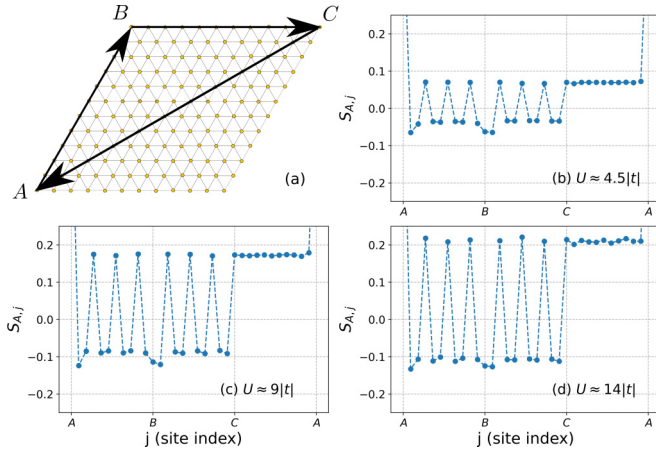 B
C
A
(a)
0.2
0.1
0.0
−0.1
−0.2
S_{A,j}
A
B
C
A
(b) U ≈ 4.5|t|
0.2
0.1
0.0
−0.1
−0.2
S_{A,j}
A
B
C
A
j (site index)
(c) U ≈ 9|t|
0.2
0.1
0.0
−0.1
−0.2
S_{A,j}
A
B
C
A
j (site index)
(d) U ≈ 14|t|